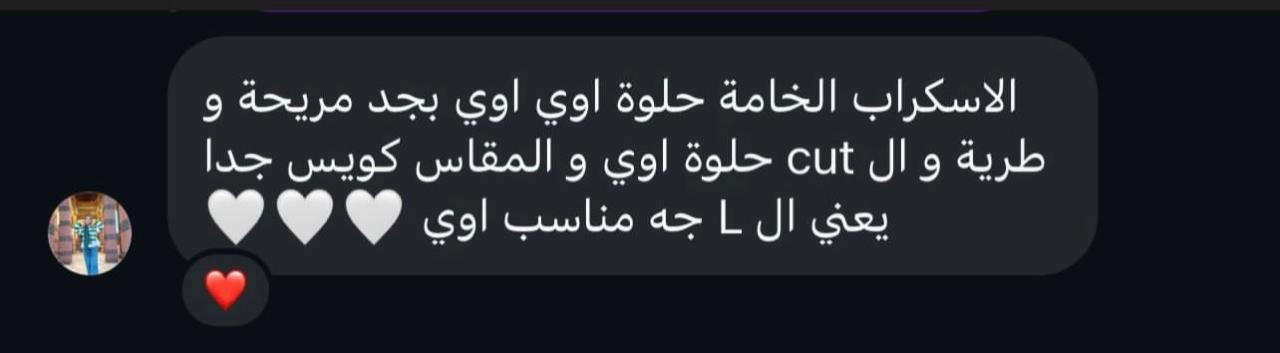 الاسكراب الخامة حلوة اوي اوي بجد مريحة و
طرية و ال cut حلوة اوي و المقاس كويس جدا
يعني ال L جه مناسب اوي 🤍🤍🤍
❤️